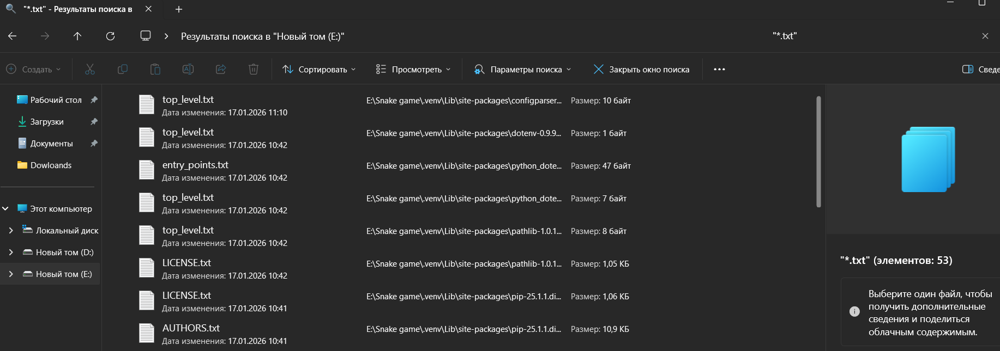 "*.txt" - Результаты поиска в
Результаты поиска в "Новый том (E:)"
"*.txt"
Создать
Сортировать
Просмотреть
Параметры поиска
Закрыть окно поиска
Сведе
Рабочий стол
Загрузки
Документы
Dowloands
Этот компьютер
Локальный диск
Новый том (D:)
Новый том (E:)
top_level.txt E:\Snake game\.venv\Lib\site-packages\configparser... Размер: 10 байт
Дата изменения: 17.01.2026 11:10
top_level.txt E:\Snake game\.venv\Lib\site-packages\dotenv-0.9.9... Размер: 1 байт
Дата изменения: 17.01.2026 10:42
entry_points.txt E:\Snake game\.venv\Lib\site-packages\python_dote... Размер: 47 байт
Дата изменения: 17.01.2026 10:42
top_level.txt E:\Snake game\.venv\Lib\site-packages\python_dote... Размер: 7 байт
Дата изменения: 17.01.2026 10:42
top_level.txt E:\Snake game\.venv\Lib\site-packages\pathlib-1.0.1... Размер: 8 байт
Дата изменения: 17.01.2026 10:42
LICENSE.txt E:\Snake game\.venv\Lib\site-packages\pathlib-1.0.1... Размер: 1,05 КБ
Дата изменения: 17.01.2026 10:42
LICENSE.txt E:\Snake game\.venv\Lib\site-packages\pip-25.1.1.di... Размер: 1,06 КБ
Дата изменения: 17.01.2026 10:41
AUTHORS.txt E:\Snake game\.venv\Lib\site-packages\pip-25.1.1.di... Размер: 10,9 КБ
Дата изменения: 17.01.2026 10:41
"*.txt" (элементов: 53)
Выберите один файл, чтобы
получить дополнительные
сведения и поделиться
облачным содержимым.